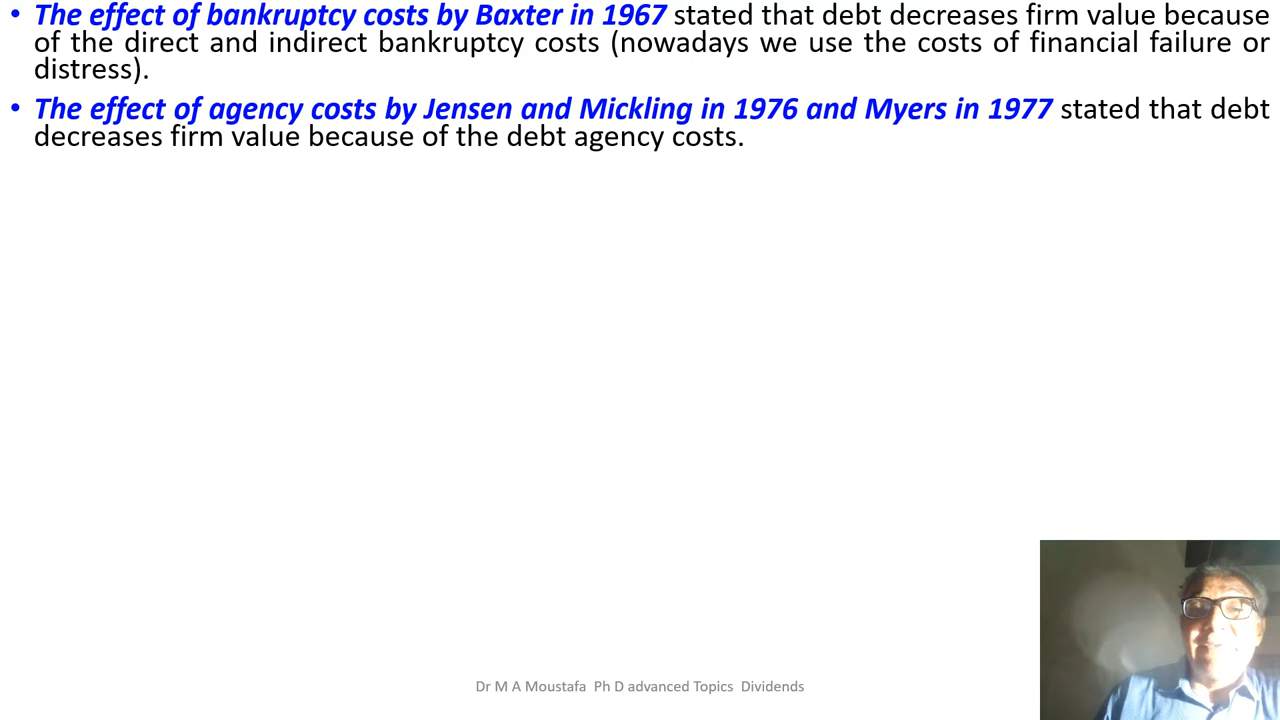 • The effect of bankruptcy costs by Baxter in 1967 stated that debt decreases firm value because
of the direct and indirect bankruptcy costs (nowadays we use the costs of financial failure or
distress).
• The effect of agency costs by Jensen and Mickling in 1976 and Myers in 1977 stated that debt
decreases firm value because of the debt agency costs.
Dr M A Moustafa Ph D advanced Topics Dividends